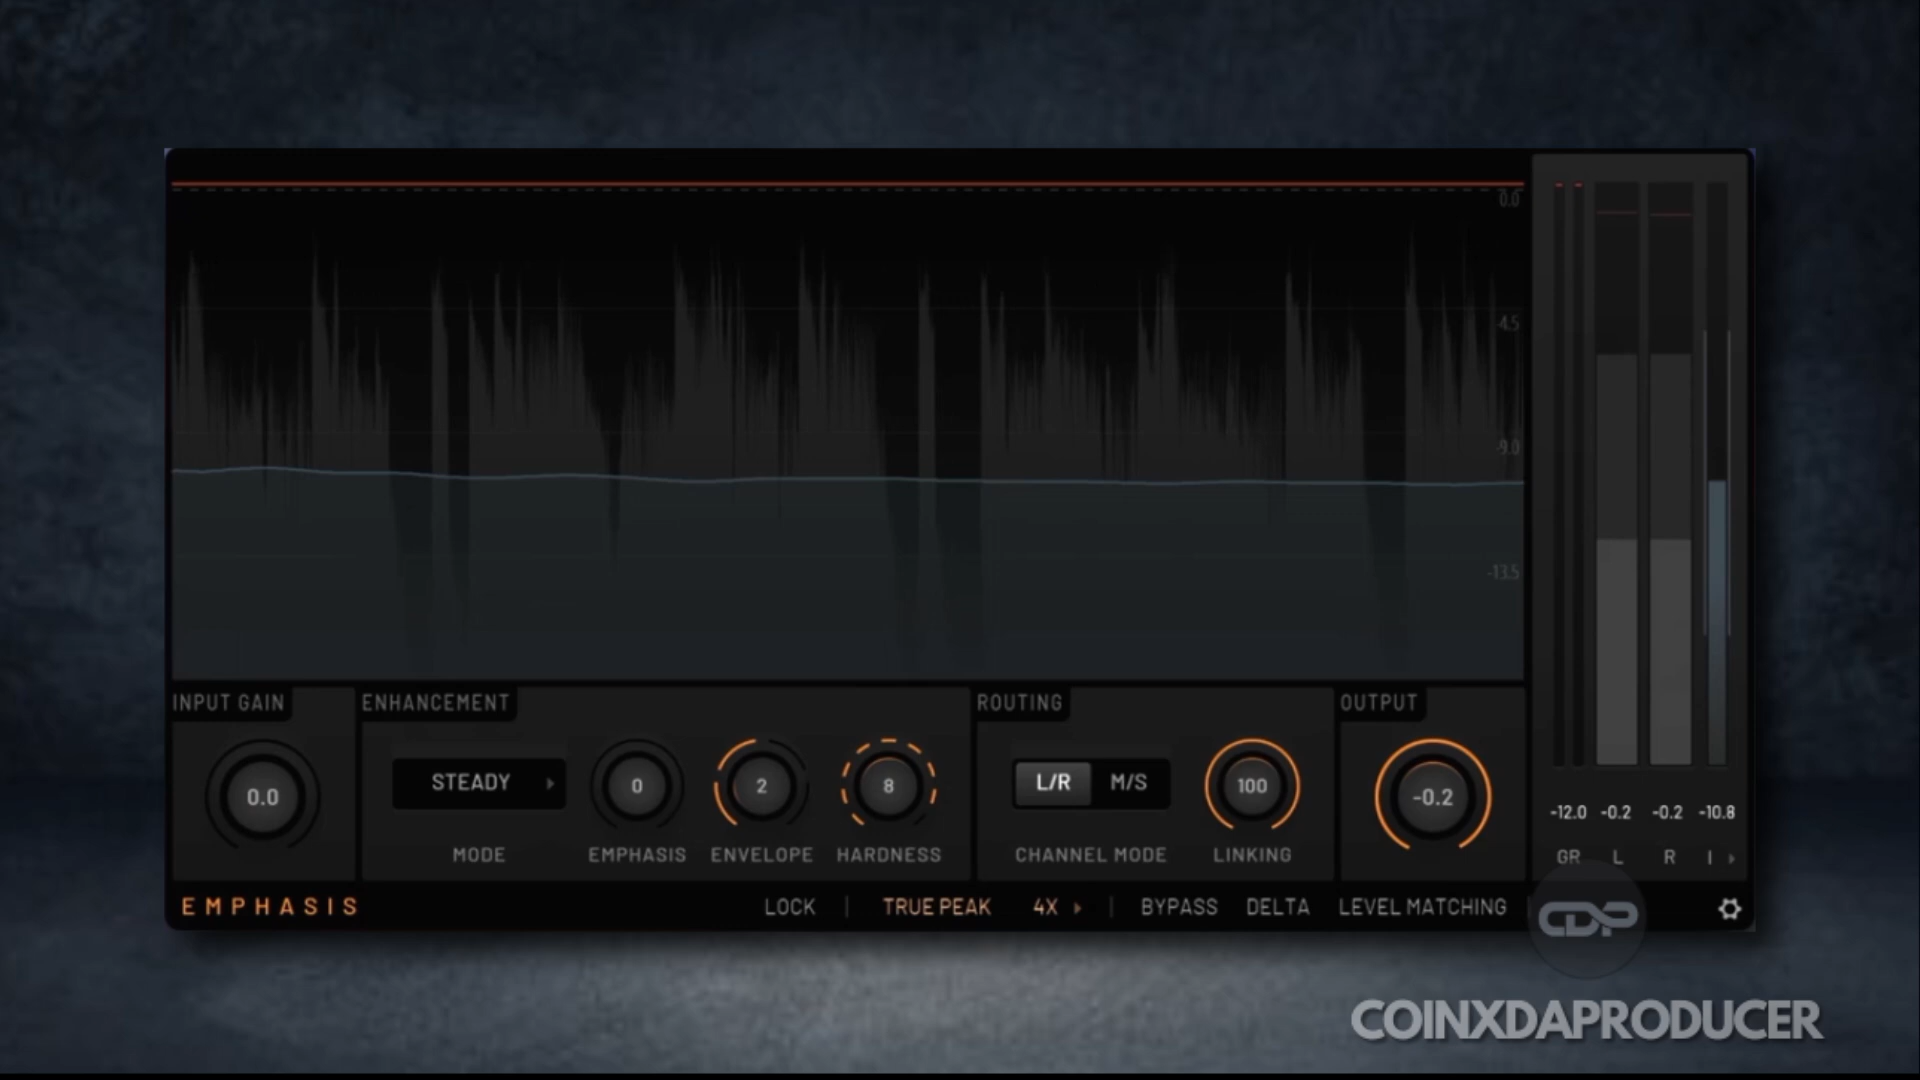 0.0
-4.5
-9.0
-13.5
INPUT GAIN ENHANCEMENT ROUTING OUTPUT
0.0 STEADY 0 2 8 L/R M/S 100 -0.2
-12.0 -0.2 -0.2 -10.8
MODE EMPHASIS ENVELOPE HARDNESS CHANNEL MODE LINKING GR L R I
EMPHASIS LOCK TRUE PEAK 4X BYPASS DELTA LEVEL MATCHING
CDP
COINXDAPRODUCER